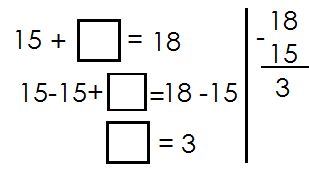 15 + □ = 18
15-15+□=18 -15
□ = 3
18
- 15
3